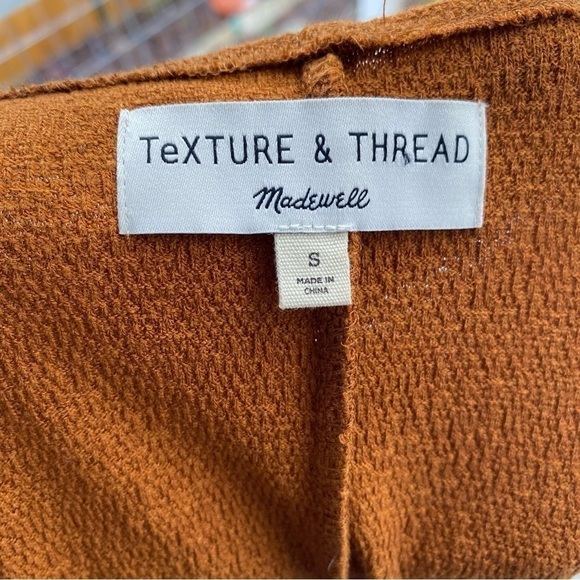 TeXTURE & THREAD
Madewell
S
MADE IN
CHINA